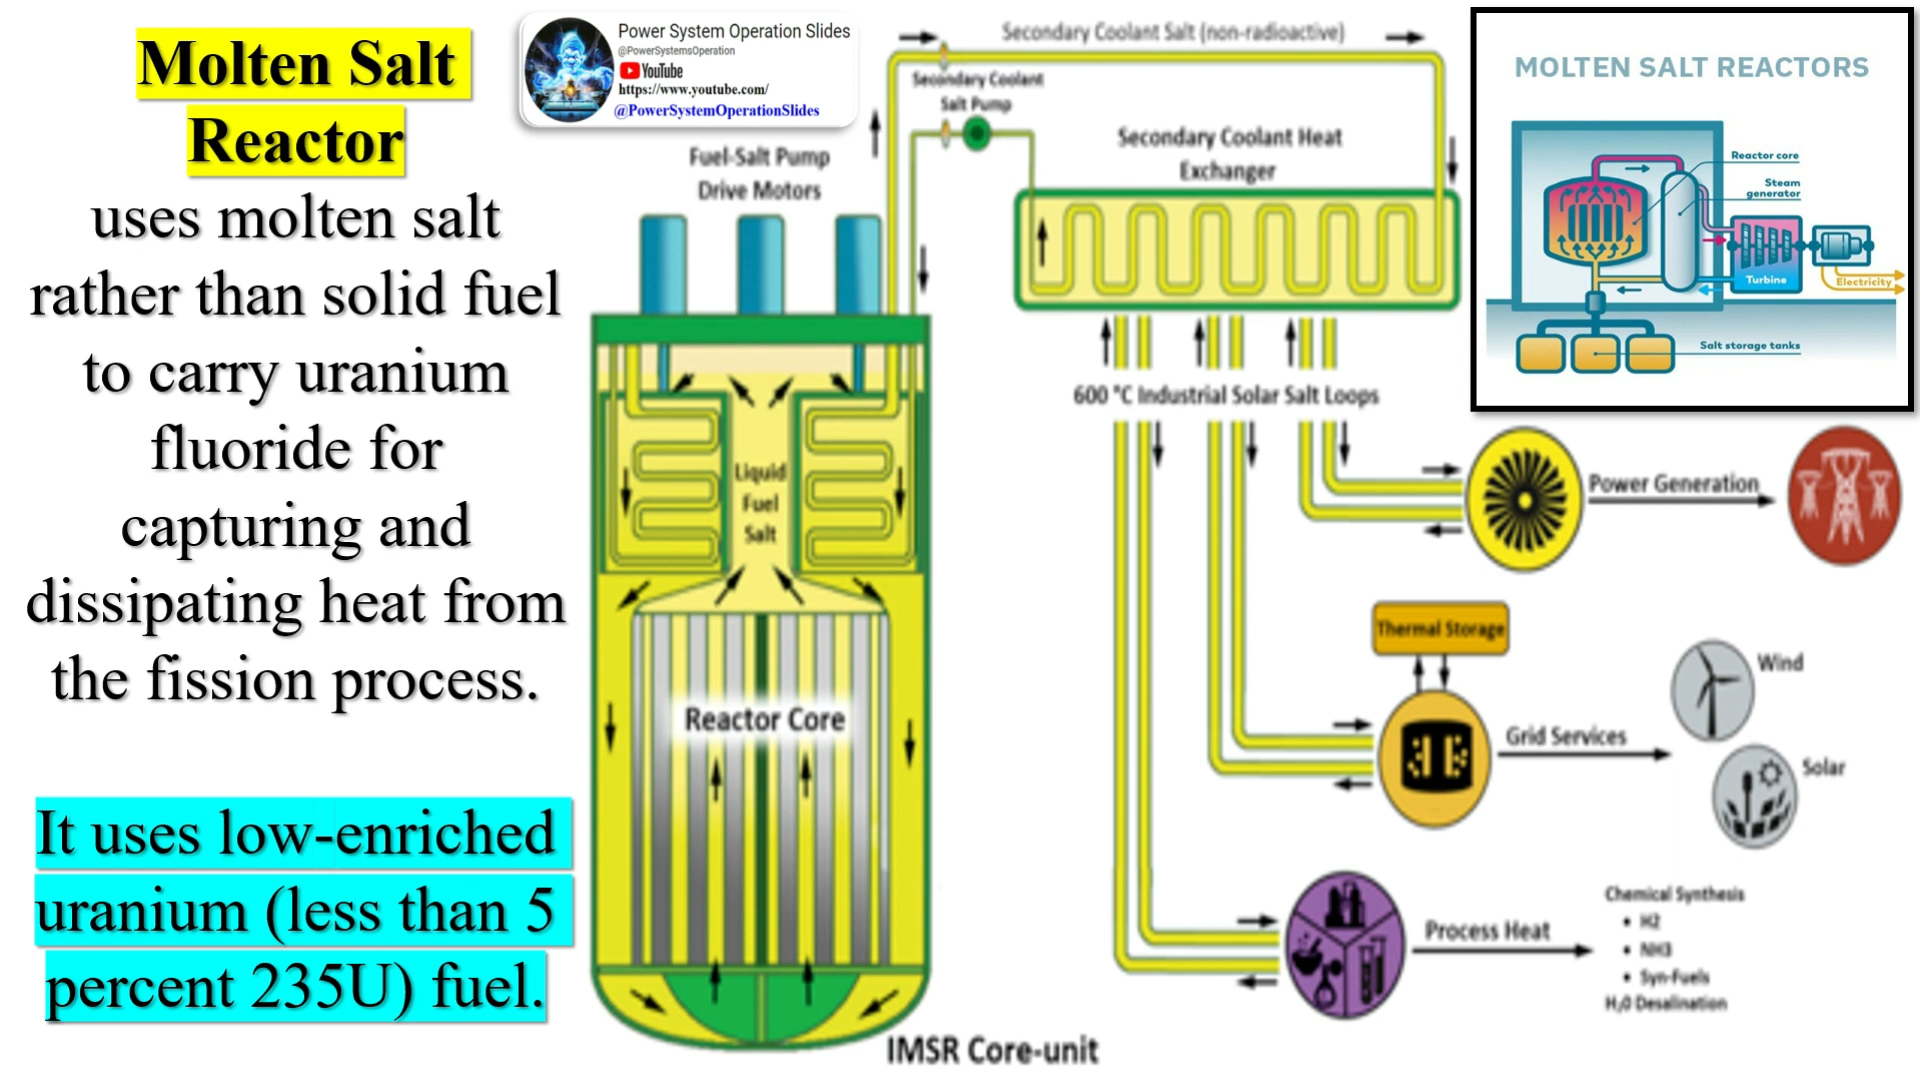 Molten Salt
Reactor
uses molten salt
rather than solid fuel
to carry uranium
fluoride for
capturing and
dissipating heat from
the fission process.
It uses low-enriched
uranium (less than 5
percent 235U) fuel.
Power System Operation Slides
@PowerSystemsOperation
YouTube
https://www.youtube.com/
@PowerSystemOperationSlides
Secondary Coolant Salt (non-radioactive)
Secondary Coolant
Salt Pump
Fuel-Salt Pump
Drive Motors
Secondary Coolant Heat
Exchanger
Liquid
Fuel
Salt
Reactor Core
IMSR Core-unit
600 °C Industrial Solar Salt Loops
Power Generation
Thermal Storage
Grid Services
Wind
Solar
Process Heat
Chemical Synthesis
• H2
• NH3
• Syn-Fuels
H₂0 Desalination
MOLTEN SALT REACTORS
Reactor core
Steam
generator
Turbine
Electricity
Salt storage tanks